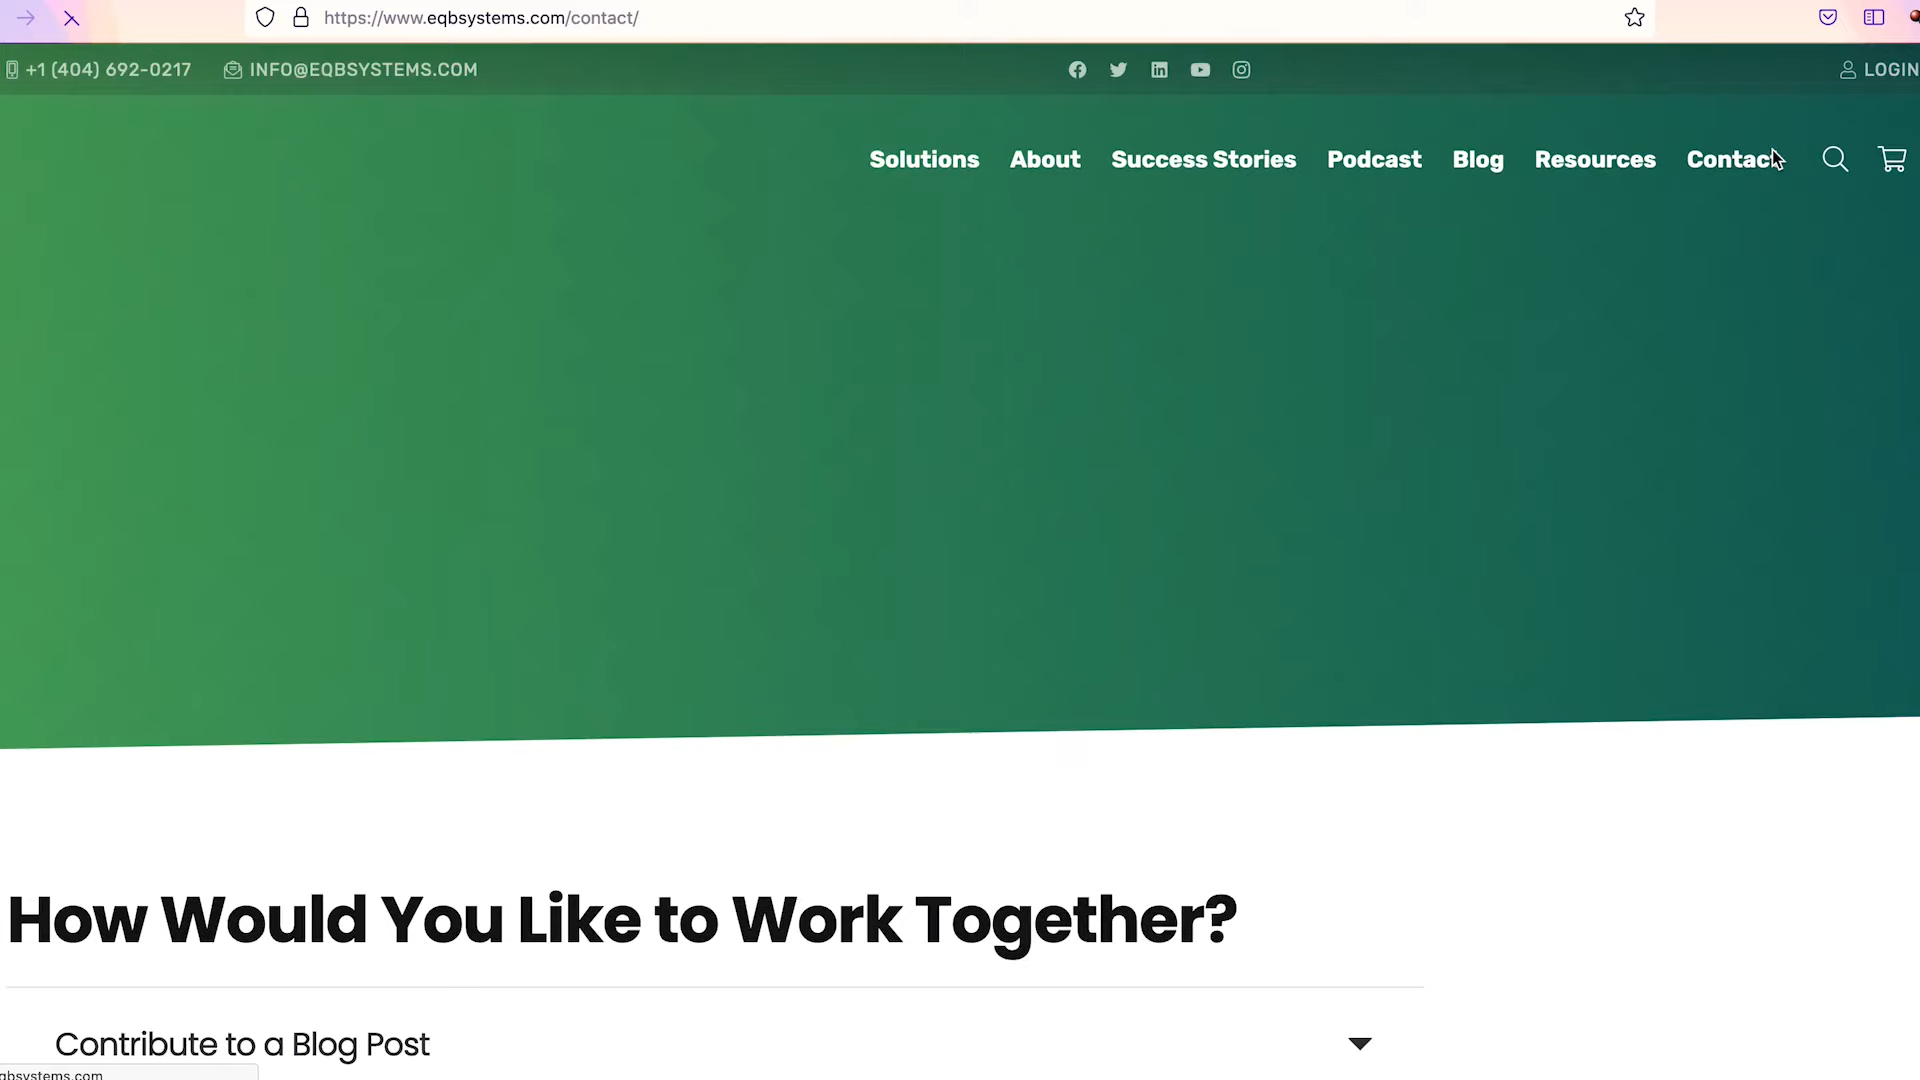 https://www.eqbsystems.com/contact/
+1 (404) 692-0217 INFO@EQBSYSTEMS.COM LOGIN
Solutions About Success Stories Podcast Blog Resources Contact
How Would You Like to Work Together?
Contribute to a Blog Post
qbsystems.com